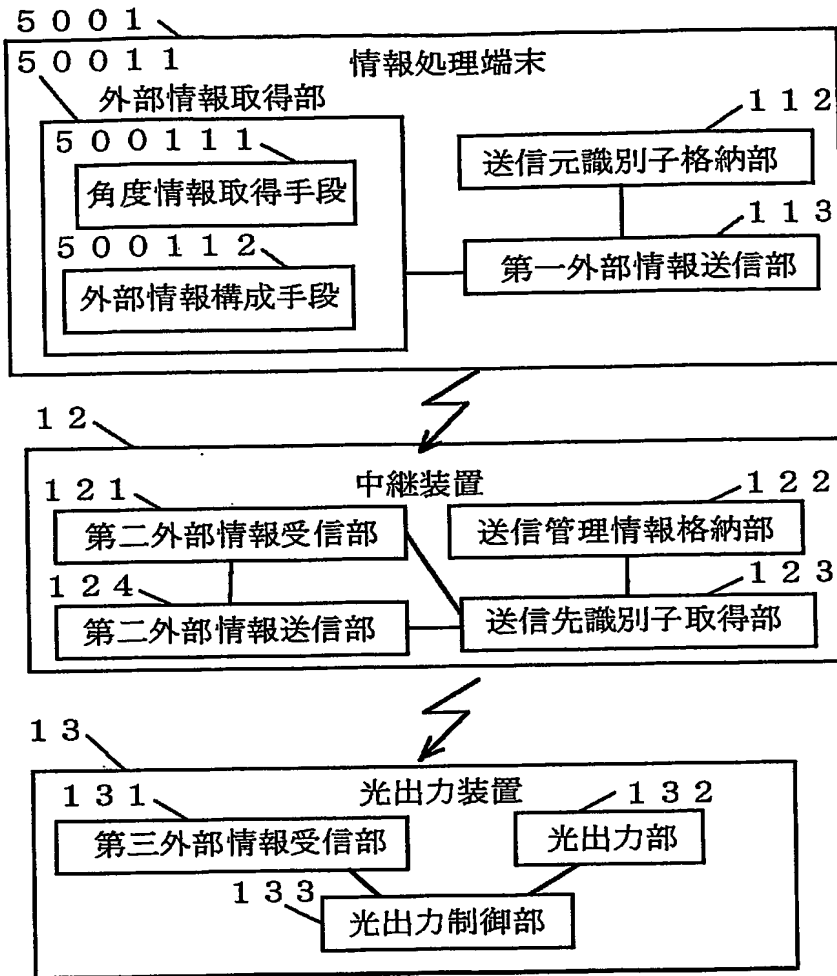 ５００１
５００１１
情報処理端末
外部情報取得部
５００１１１
角度情報取得手段
５００１１２
外部情報構成手段
１１２
送信元識別子格納部
１１３
第一外部情報送信部
１２
中継装置
１２１
第二外部情報受信部
１２２
送信管理情報格納部
１２４
第二外部情報送信部
１２３
送信先識別子取得部
１３
光出力装置
１３１
第三外部情報受信部
１３２
光出力部
１３３
光出力制御部